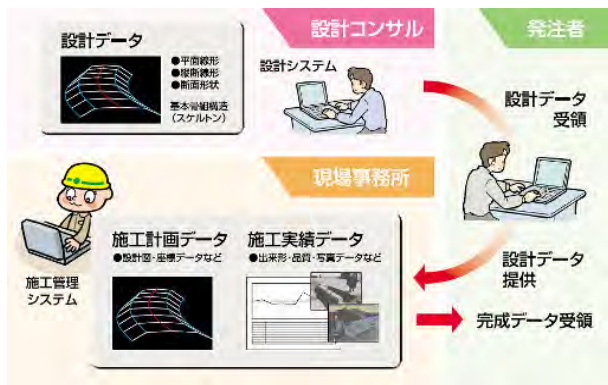 設計コンサル
設計データ
●平面線形
●縦断線形
●断面形状
基本骨組構造
(スケルトン)
設計システム
発注者
設計データ
受領
現場事務所
施工管理
システム
施工計画データ
●設計図・座標データなど
施工実績データ
●出来形・品質・写真データなど
設計データ
提供
完成データ受領